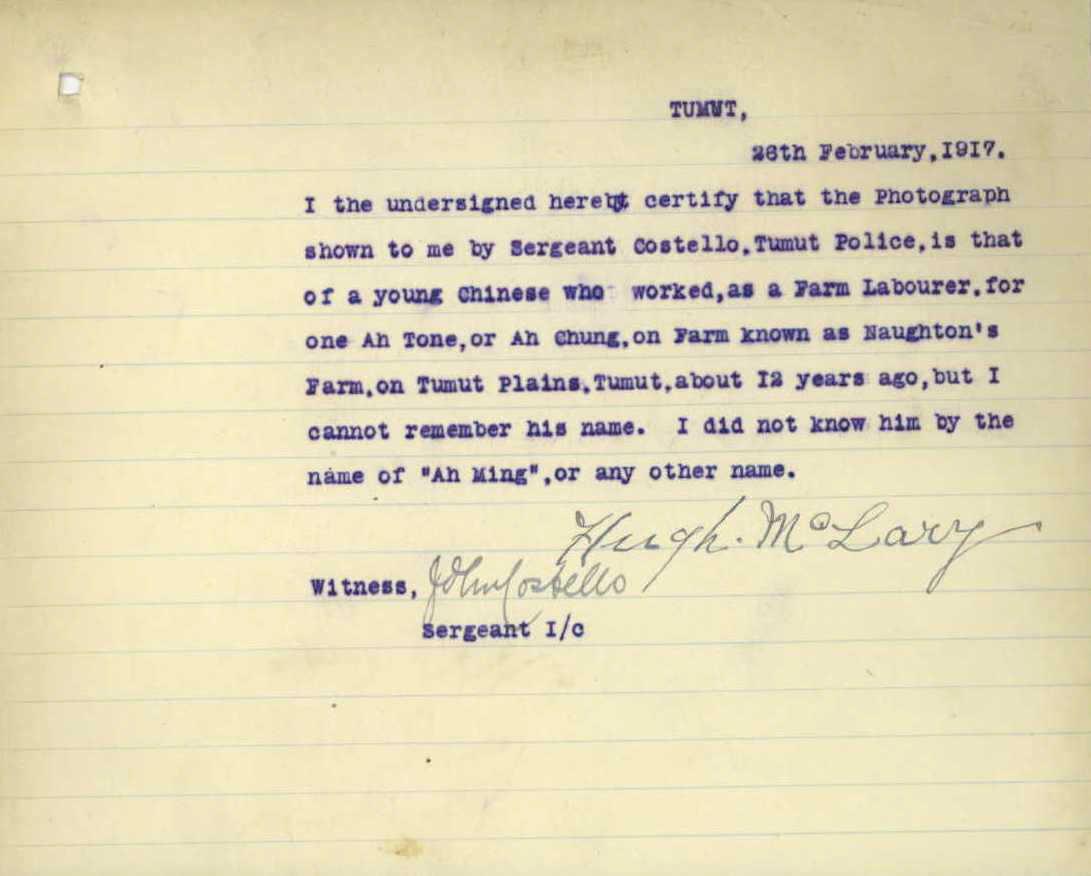 TUMUT,
26th February,1917.
I the undersigned hereby certify that the Photograph
shown to me by Sergeant Costello,Tumut Police,is that
of a young Chinese who worked,as a Farm Labourer,for
one Ah Tone,or Ah Chung,on Farm known as Naughton's
Farm,on Tumut Plains,Tumut,about I2 years ago,but I
cannot remember his name. I did not know him by the
name of "Ah Ming",or any other name.
Hugh. McLary
Witness, John Costello
Sergeant I/c